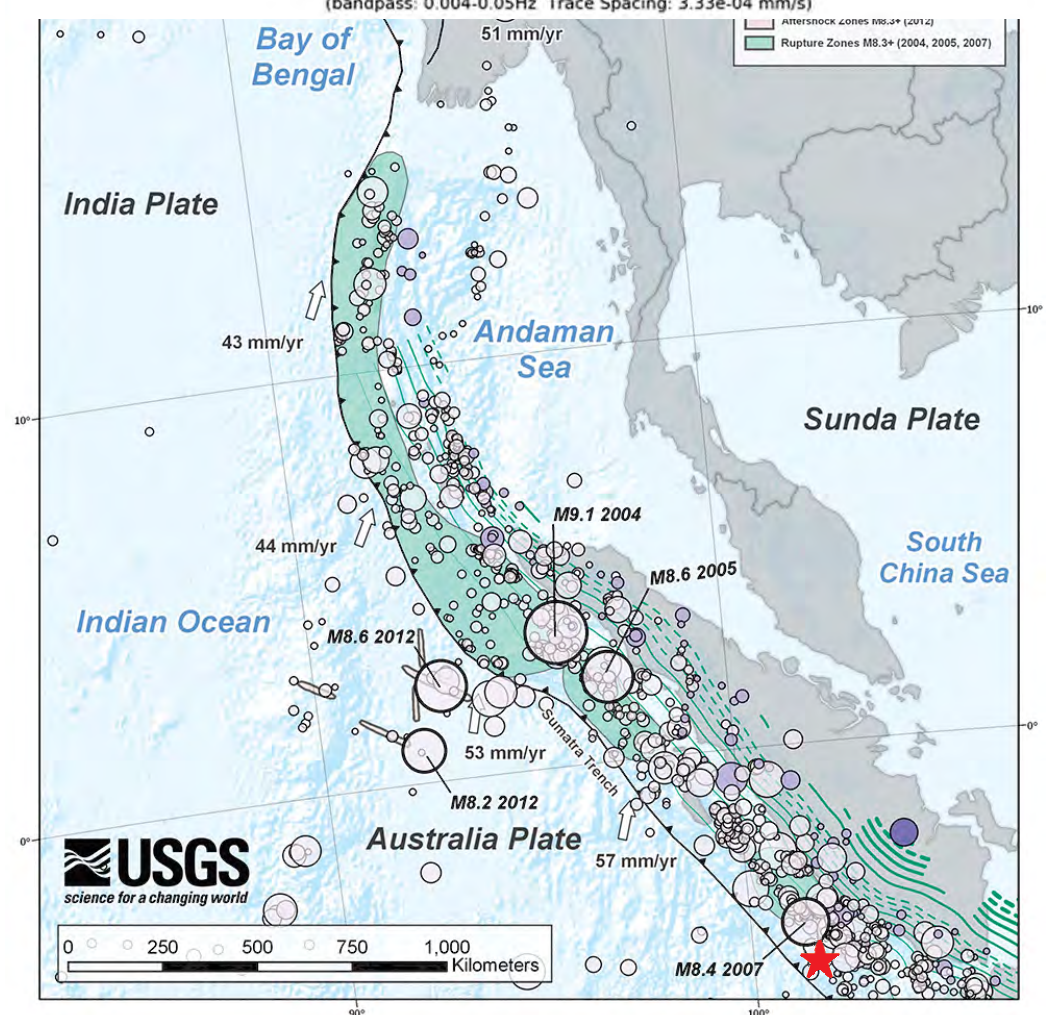 (bandpass: 0.004-0.05Hz Trace Spacing: 3.33e-04 mm/s)
Aftershock Zones M8.3+ (2012)
Rupture Zones M8.3+ (2004, 2005, 2007)
51 mm/yr
Bay of
Bengal
India Plate
10°
43 mm/yr
Andaman
Sea
10°
Sunda Plate
M9.1 2004
44 mm/yr
South
China Sea
M8.6 2005
Indian Ocean
M8.6 2012
0°
Sumatra Trench
53 mm/yr
M8.2 2012
Australia Plate
0°
57 mm/yr
USGS
science for a changing world
0 250 500 750 1,000
Kilometers
M8.4 2007
90°
100°